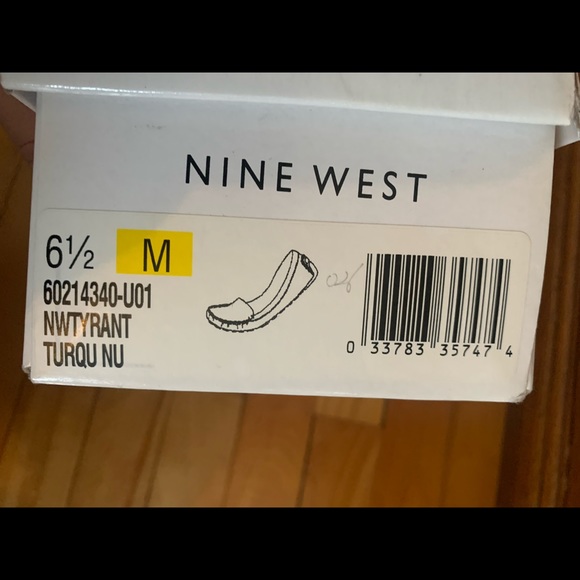 NINE WEST
6½ M
60214340-U01
NWTYRANT
TURQU NU
0 33783 35747 4